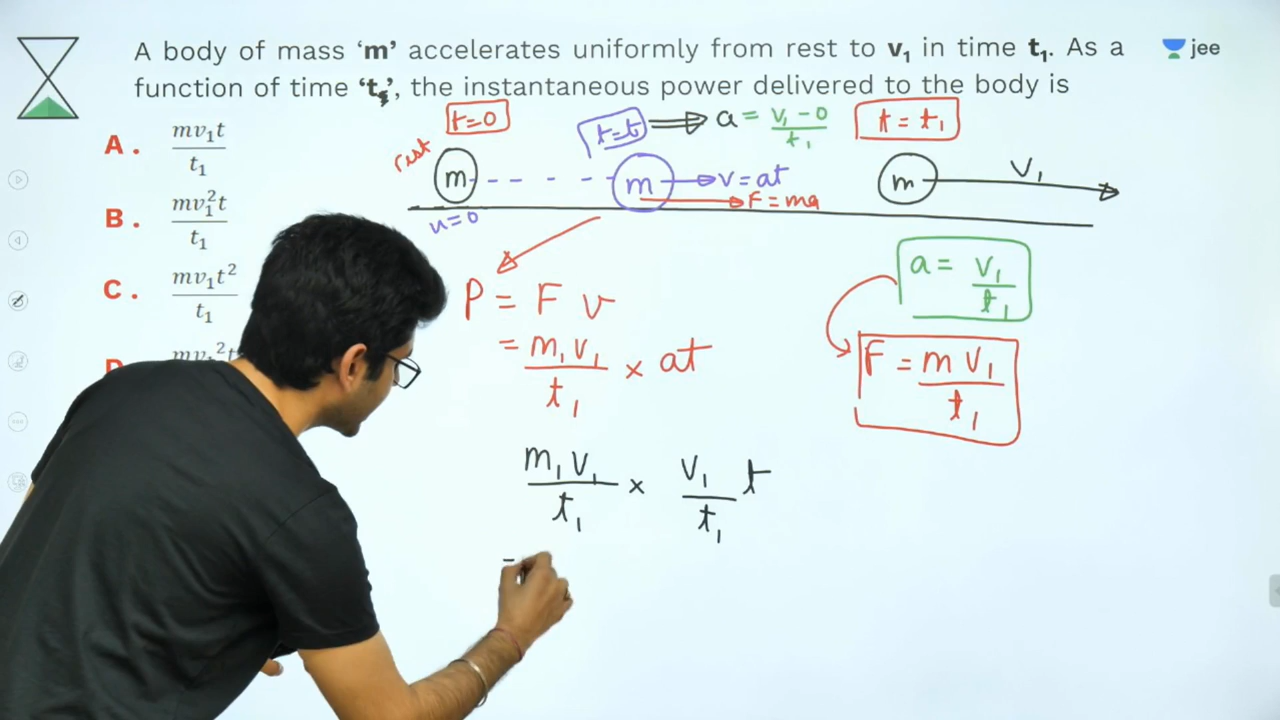 A body of mass ‘m’ accelerates uniformly from rest to v₁ in time t₁. As a
function of time ‘t’, the instantaneous power delivered to the body is
jee
A. mv₁t/t₁
B. mv₁²t/t₁
C. mv₁t²/t₁
rest
t=0
t=t ⇒ a = (v₁ – 0)/t₁
t = t₁
m
m → v = at
F = ma
m
V₁
u=0
a = v₁/t₁
P = F v
= m₁v₁/t₁ × at
F = m v₁/t₁
m₁v₁/t₁ × v₁/t₁ t